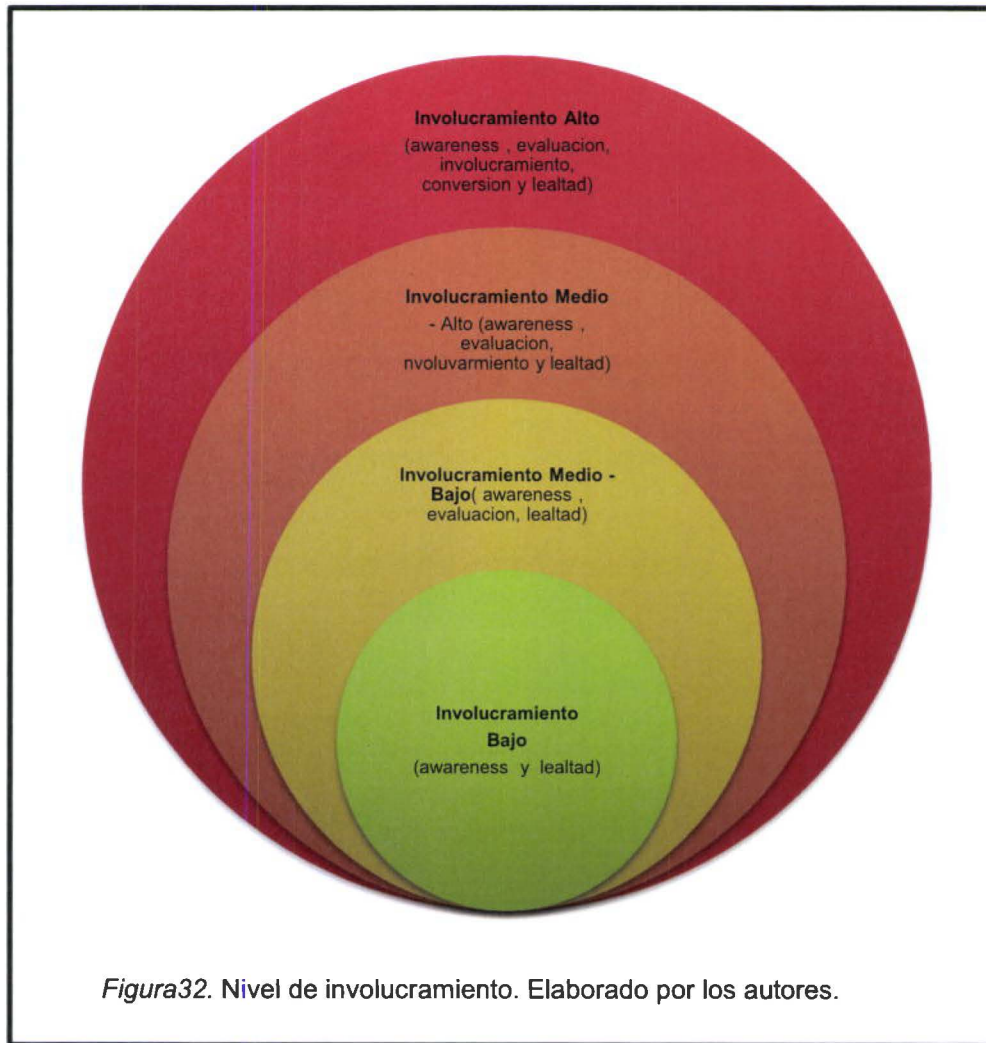 Involucramiento Alto
(awareness , evaluacion,
involucramiento,
conversion y lealtad)
Involucramiento Medio
- Alto (awareness ,
evaluacion,
nvoluvarmiento y lealtad)
Involucramiento Medio -
Bajo( awareness ,
evaluacion, lealtad)
Involucramiento
Bajo
(awareness y lealtad)
Figura32. Nivel de involucramiento. Elaborado por los autores.